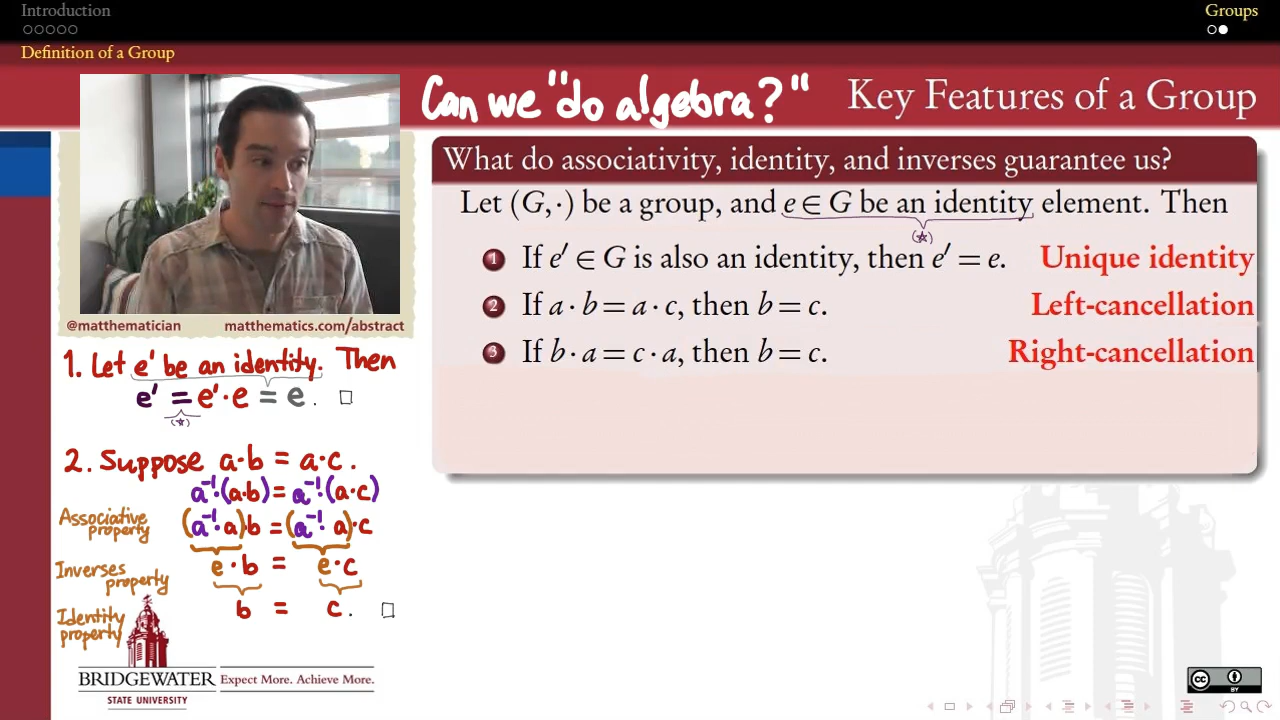 Introduction
Groups
Definition of a Group
Can we "do algebra?"
Key Features of a Group
What do associativity, identity, and inverses guarantee us?
Let (G, ·) be a group, and e ∈ G be an identity element. Then
(★)
1 If e′ ∈ G is also an identity, then e′ = e. Unique identity
2 If a · b = a · c, then b = c. Left-cancellation
3 If b · a = c · a, then b = c. Right-cancellation
@matthematician matthematics.com/abstract
1. Let e' be an identity. Then
e' = e'·e = e. □
(★)
2. Suppose a·b = a·c.
a⁻¹·(a·b) = a⁻¹·(a·c)
Associative property
(a⁻¹·a)·b = (a⁻¹·a)·c
Inverses property
e·b = e·c
Identity property
b = c. □
BRIDGEWATER
STATE UNIVERSITY
Expect More. Achieve More.
cc
BY